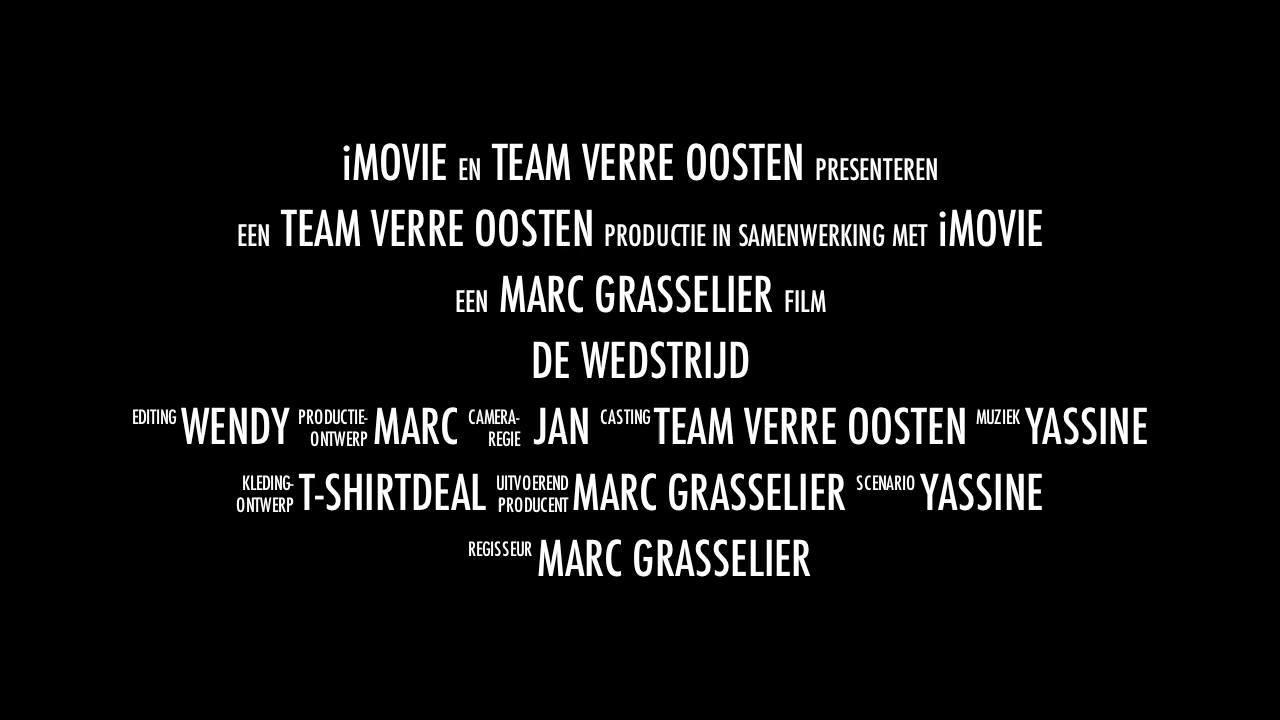 iMOVIE EN TEAM VERRE OOSTEN PRESENTEREN
EEN TEAM VERRE OOSTEN PRODUCTIE IN SAMENWERKING MET iMOVIE
EEN MARC GRASSELIER FILM
DE WEDSTRIJD
EDITING WENDY PRODUCTIE-ONTWERP MARC CAMERA-REGIE JAN CASTING TEAM VERRE OOSTEN MUZIEK YASSINE
KLEDING-ONTWERP T-SHIRTDEAL UITVOEREND PRODUCENT MARC GRASSELIER SCENARIO YASSINE
REGISSEUR MARC GRASSELIER